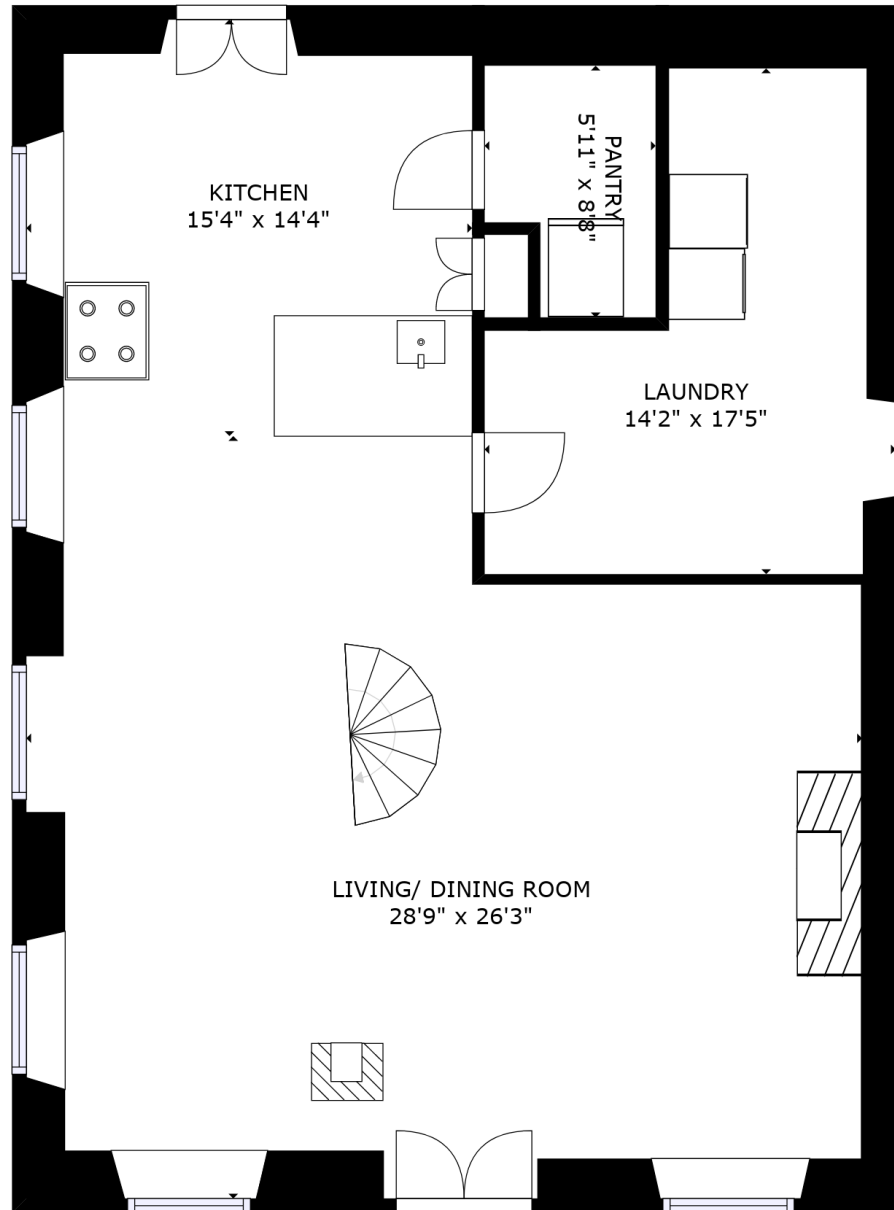 KITCHEN
15'4" x 14'4"
PANTRY
5'11" x 8'8"
LAUNDRY
14'2" x 17'5"
LIVING/ DINING ROOM
28'9" x 26'3"